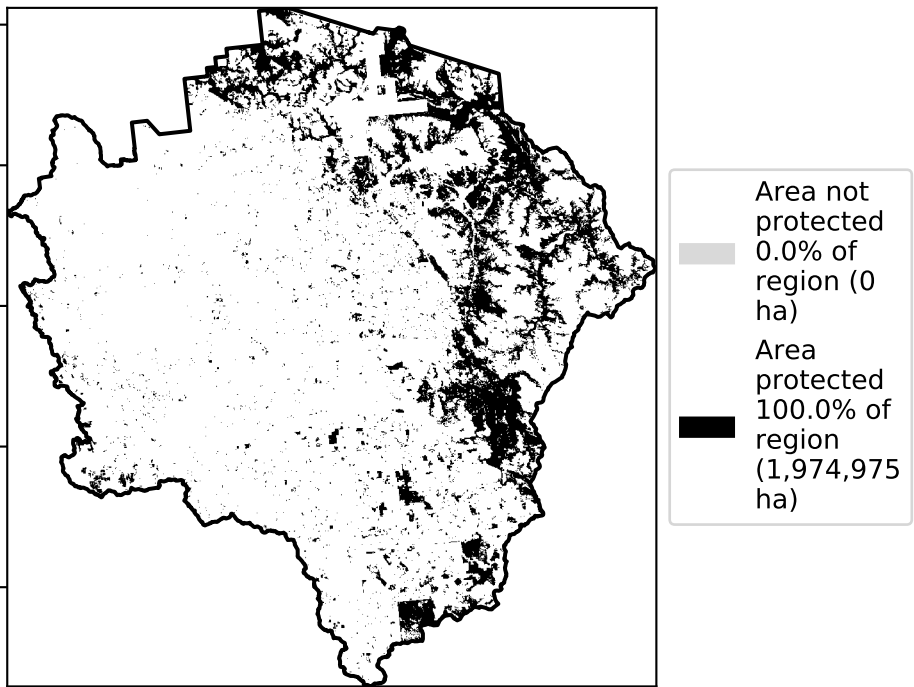 Area not
protected
0.0% of
region (0
ha)
Area
protected
100.0% of
region
(1,974,975
ha)